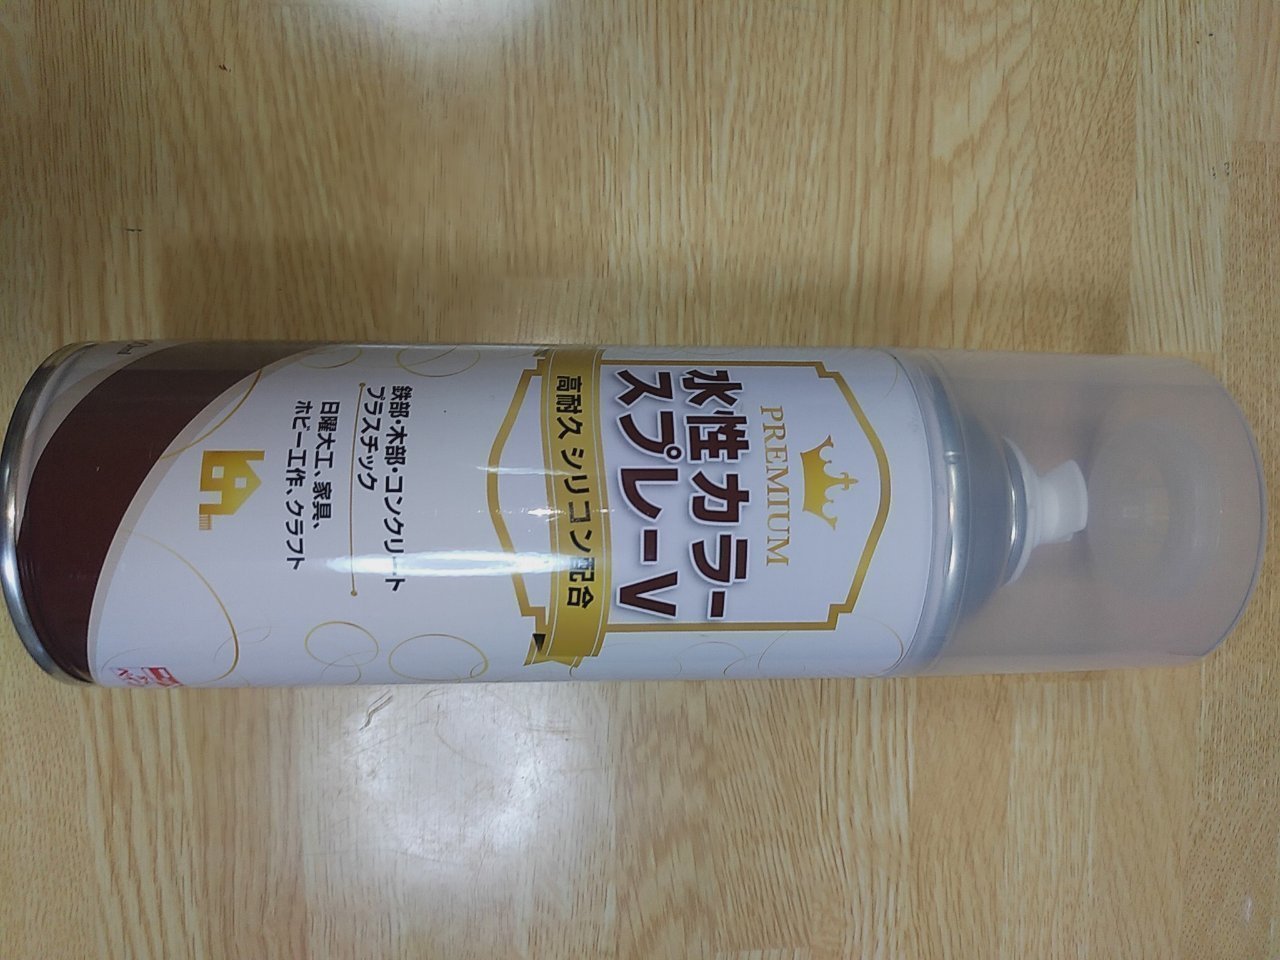 PREMIUM
水性カラー
スプレーV
高耐久 シリコン配合
鉄部・木部・コンクリート
プラスチック
日曜大工、家具、
ホビー工作、クラフト